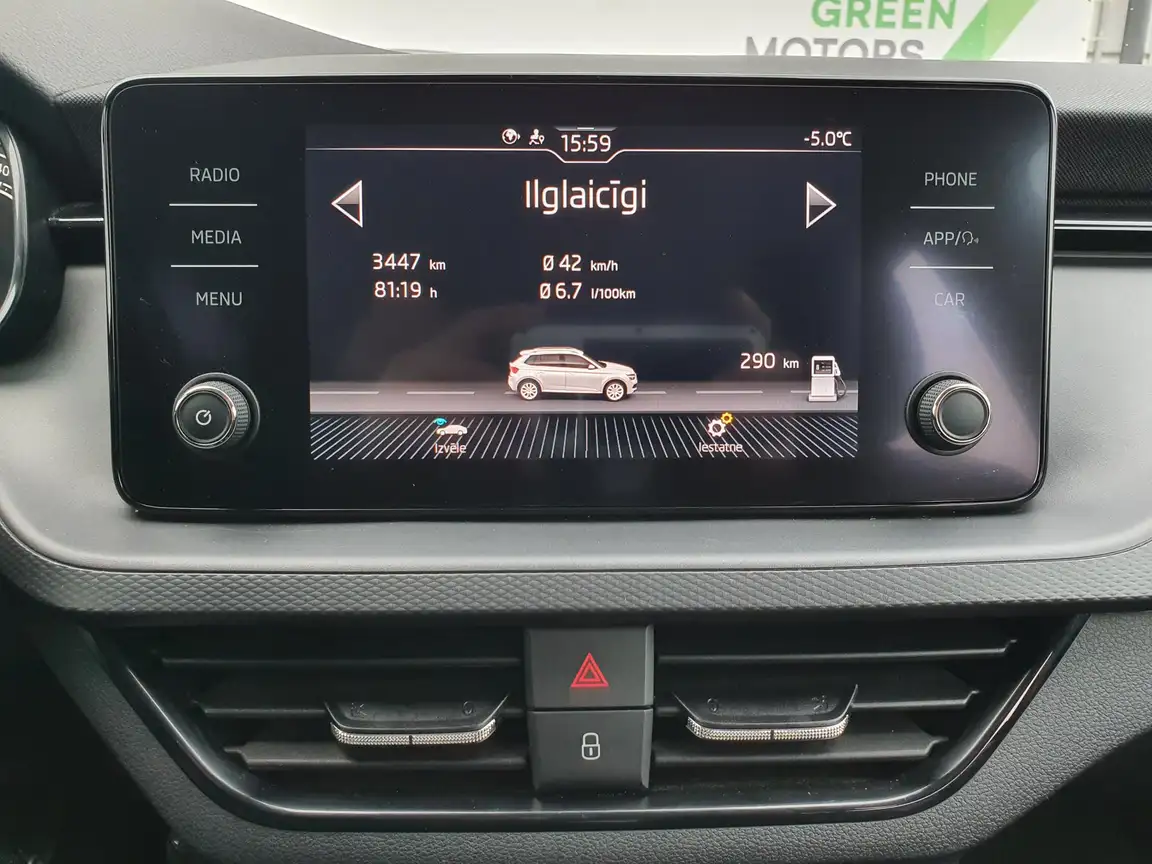 GREEN
MOTORS
15:59
-5.0°C
RADIO
MEDIA
MENU
Ilglaicīgi
3447 km
Ø 42 km/h
81:19 h
Ø 6.7 l/100km
290 km
Izvēle
Iestatne
PHONE
APP/
CAR